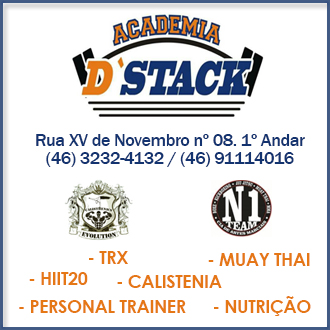 ACADEMIA
D'STACK
Rua XV de Novembro nº 08. 1º Andar
(46) 3232-4132 / (46) 91114016
EVOLUTION
N1
TEAM
- TRX
- MUAY THAI
- HIIT20
- CALISTENIA
- PERSONAL TRAINER
- NUTRIÇÃO